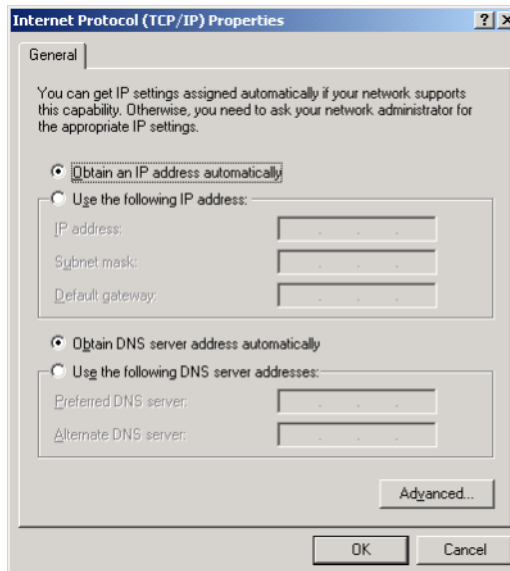 Internet Protocol (TCP/IP) Properties
General
You can get IP settings assigned automatically if your network supports
this capability. Otherwise, you need to ask your network administrator for
the appropriate IP settings.
Obtain an IP address automatically
Use the following IP address:
IP address:
Subnet mask:
Default gateway:
Obtain DNS server address automatically
Use the following DNS server addresses:
Preferred DNS server:
Alternate DNS server:
Advanced...
OK Cancel